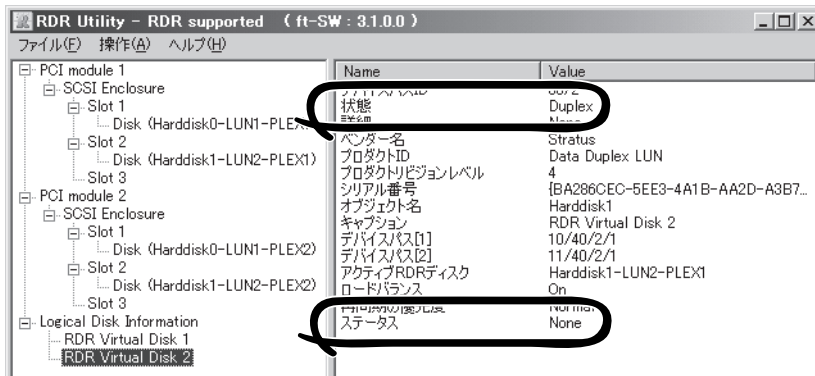 RDR Utility - RDR supported ( ft-SW : 3.1.0.0 )
ファイル(F) 操作(A) ヘルプ(H)
PCI module 1
SCSI Enclosure
Slot 1
Disk (Harddisk0-LUN1-PLEX
Slot 2
Disk (Harddisk1-LUN2-PLEX1)
Slot 3
PCI module 2
SCSI Enclosure
Slot 1
Disk (Harddisk0-LUN1-PLEX2)
Slot 2
Disk (Harddisk1-LUN2-PLEX2)
Slot 3
Logical Disk Information
RDR Virtual Disk 1
RDR Virtual Disk 2
Name Value
状態 Duplex
ベンダー名 Stratus
プロダクトID Data Duplex LUN
プロダクトリビジョンレベル 4
シリアル番号 {BA286CEC-5EE3-4A1B-AA2D-A3B7...
オブジェクト名 Harddisk1
キャプション RDR Virtual Disk 2
デバイスパス[1] 10/40/2/1
デバイスパス[2] 11/40/2/1
アクティブRDRディスク Harddisk1-LUN2-PLEX1
ロードバランス On
ステータス None